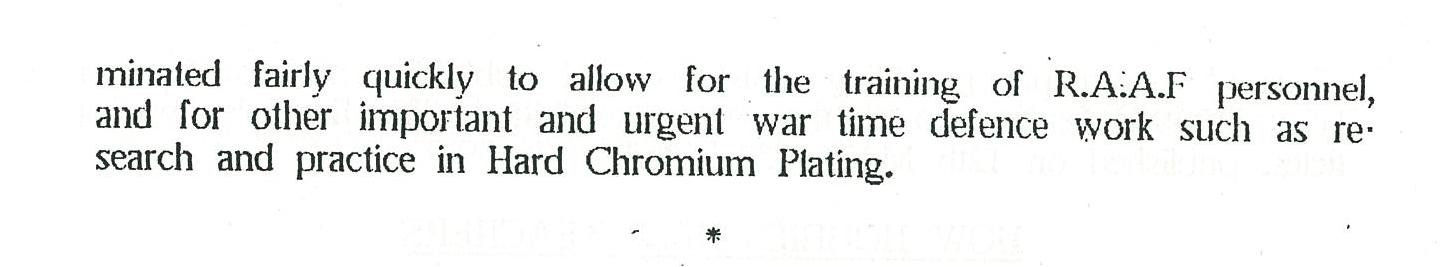 minated fairly quickly to allow for the training of R.A.A.F personnel,
and for other important and urgent war time defence work such as re-
search and practice in Hard Chromium Plating.
*